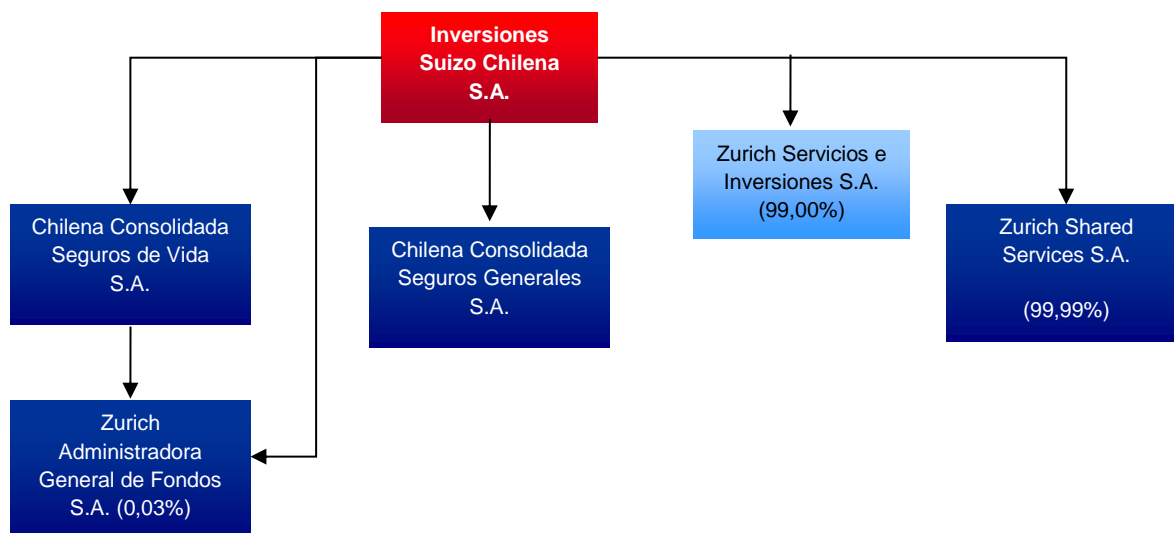 Inversiones
Suizo Chilena
S.A.
Zurich Servicios e
Inversiones S.A.
(99,00%)
Chilena Consolidada
Seguros de Vida
S.A.
Chilena Consolidada
Seguros Generales
S.A.
Zurich Shared
Services S.A.
(99,99%)
Zurich
Administradora
General de Fondos
S.A. (0,03%)